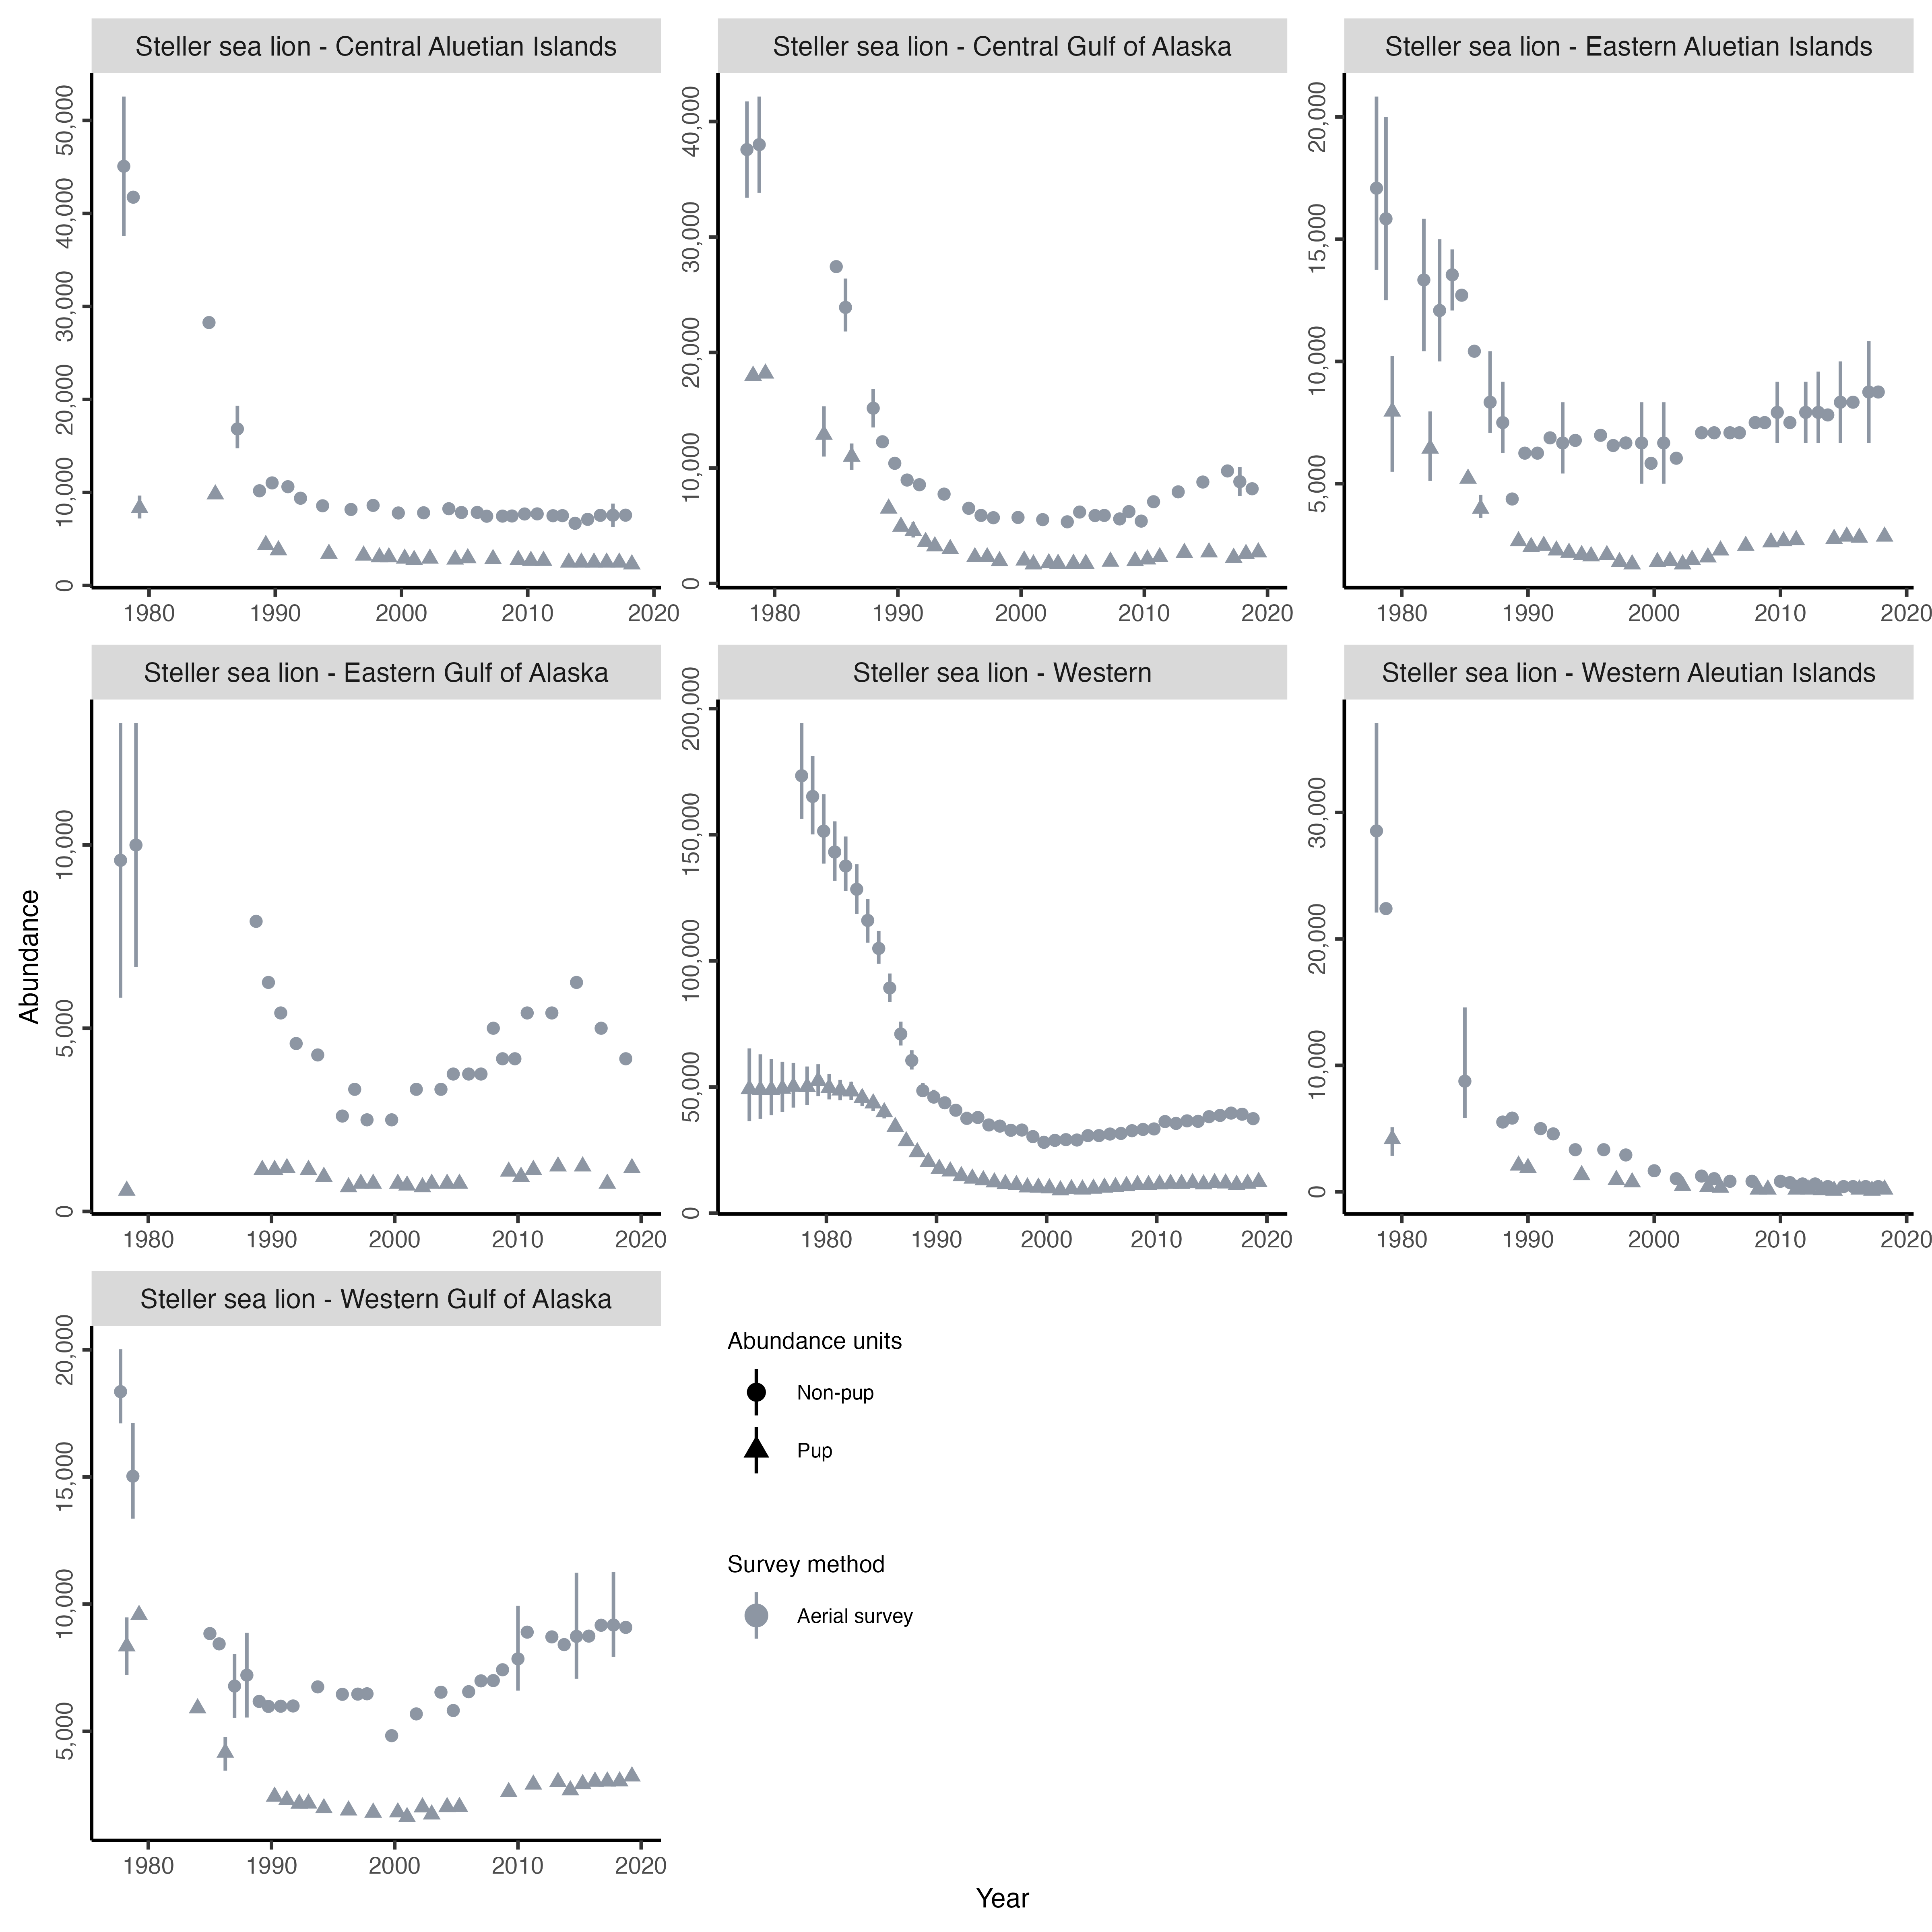 Steller sea lion - Central Aluetian Islands
Steller sea lion - Central Gulf of Alaska
Steller sea lion - Eastern Aluetian Islands
50,000
40,000
30,000
20,000
10,000
0
1980 1990 2000 2010 2020
40,000
30,000
20,000
10,000
0
1980 1990 2000 2010 2020
20,000
15,000
10,000
5,000
1980 1990 2000 2010 2020
Steller sea lion - Eastern Gulf of Alaska
Steller sea lion - Western
Steller sea lion - Western Aleutian Islands
Abundance
10,000
5,000
0
1980 1990 2000 2010 2020
200,000
150,000
100,000
50,000
0
1980 1990 2000 2010 2020
30,000
20,000
10,000
0
1980 1990 2000 2010 2020
Steller sea lion - Western Gulf of Alaska
20,000
15,000
10,000
5,000
1980 1990 2000 2010 2020
Abundance units
Non-pup
Pup
Survey method
Aerial survey
Year